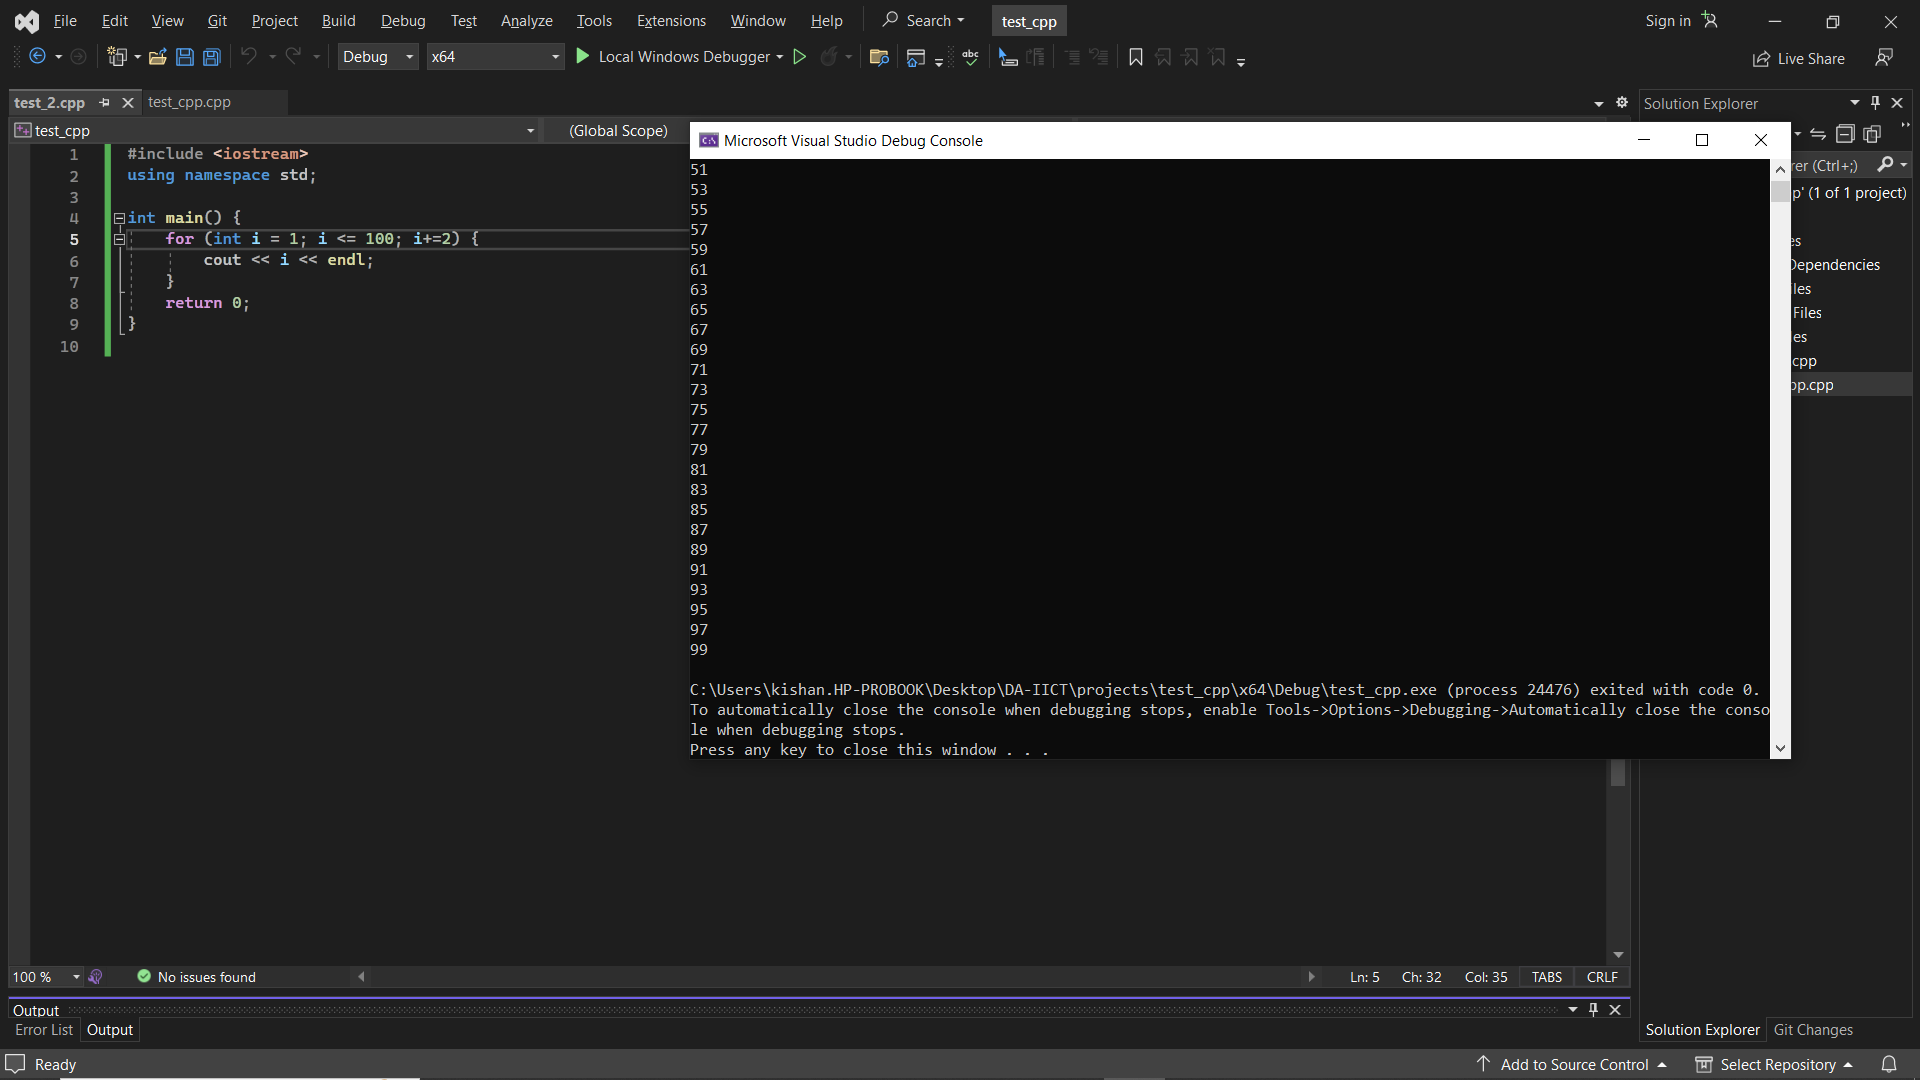 File Edit View Git Project Build Debug Test Analyze Tools Extensions Window Help Search test_cpp Sign in
Debug x64 Local Windows Debugger Live Share
test_2.cpp test_cpp.cpp
Solution Explorer
test_cpp (Global Scope)
Microsoft Visual Studio Debug Console
1 #include <iostream>
2 using namespace std;
3
4 int main() {
5 for (int i = 1; i <= 100; i+=2) {
6 cout << i << endl;
7 }
8 return 0;
9 }
10
51
53
55
57
59
61
63
65
67
69
71
73
75
77
79
81
83
85
87
89
91
93
95
97
99
C:\Users\kishan.HP-PROBOOK\Desktop\DA-IICT\projects\test_cpp\x64\Debug\test_cpp.exe (process 24476) exited with code 0.
To automatically close the console when debugging stops, enable Tools->Options->Debugging->Automatically close the conso
le when debugging stops.
Press any key to close this window . . .
rer (Ctrl+;)
p' (1 of 1 project)
es
Dependencies
iles
Files
les
cpp
pp.cpp
100 % No issues found Ln: 5 Ch: 32 Col: 35 TABS CRLF
Output
Error List Output
Solution Explorer Git Changes
Ready Add to Source Control Select Repository